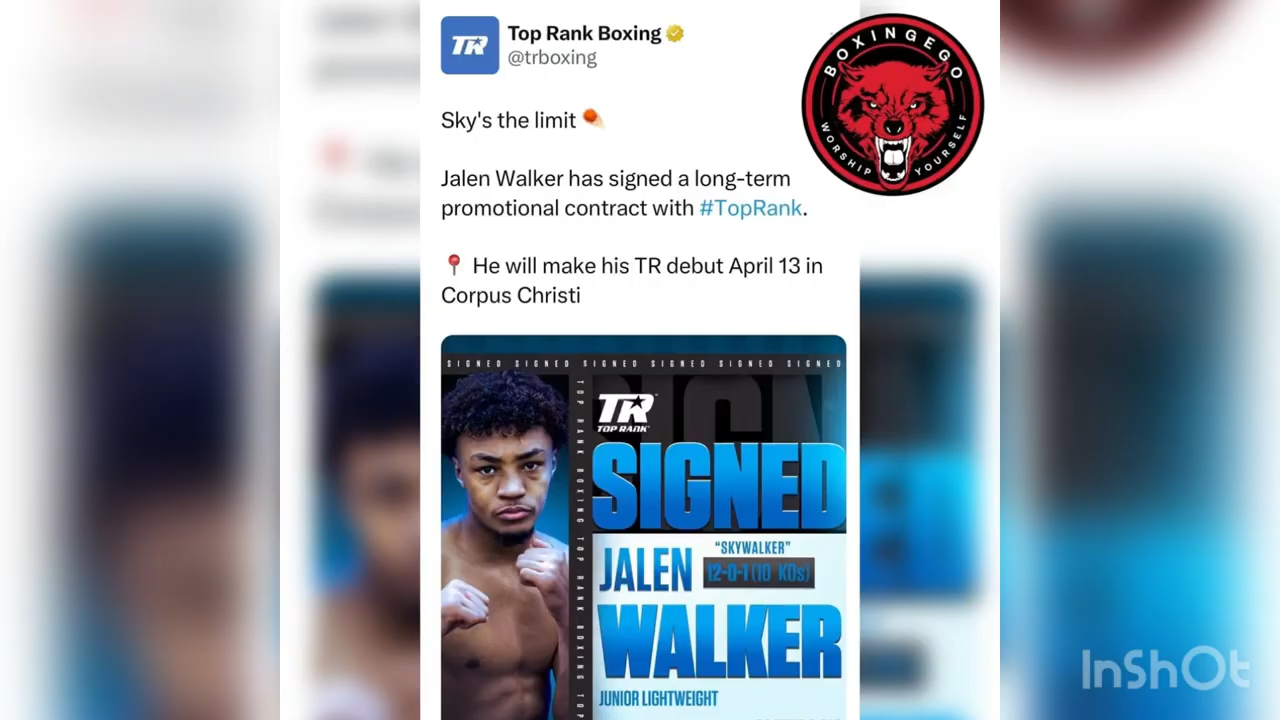 Top Rank Boxing
@trboxing
BOXINGEGO
WORSHIP YOURSELF
Sky's the limit
Jalen Walker has signed a long-term
promotional contract with #TopRank.
He will make his TR debut April 13 in
Corpus Christi
SIGNED SIGNED SIGNED SIGNED SIGNED SIGNED
TOP RANK BOXING TOP RANK BOXING TOP
TR
TOP RANK
SIGNED
"SKYWALKER"
JALEN
12-0-1 (10 KOs)
WALKER
JUNIOR LIGHTWEIGHT
InShOt